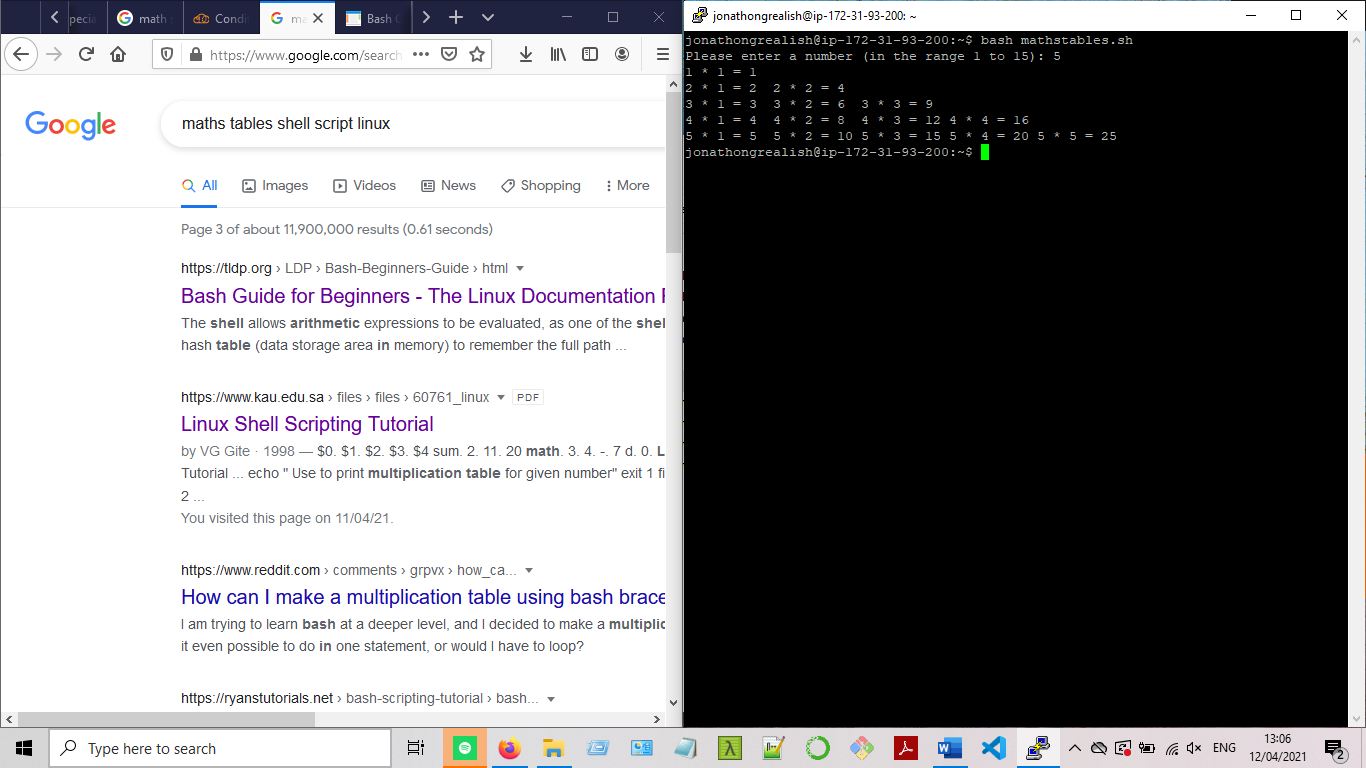 pecia
math s
Condi
ma
Bash G
https://www.google.com/search
Google
maths tables shell script linux
All
Images
Videos
News
Shopping
More
Page 3 of about 11,900,000 results (0.61 seconds)
https://tldp.org › LDP › Bash-Beginners-Guide › html
Bash Guide for Beginners - The Linux Documentation P
The shell allows arithmetic expressions to be evaluated, as one of the shel
hash table (data storage area in memory) to remember the full path ...
https://www.kau.edu.sa › files › files › 60761_linux PDF
Linux Shell Scripting Tutorial
by VG Gite · 1998 — $0. $1. $2. $3. $4 sum. 2. 11. 20 math. 3. 4. -. 7 d. 0. L
Tutorial ... echo " Use to print multiplication table for given number" exit 1 fi
2 ...
You visited this page on 11/04/21.
https://www.reddit.com › comments › grpvx › how_ca...
How can I make a multiplication table using bash brace
I am trying to learn bash at a deeper level, and I decided to make a multiplic
it even possible to do in one statement, or would I have to loop?
https://ryanstutorials.net › bash-scripting-tutorial › bash...
jonathongrealish@ip-172-31-93-200: ~
jonathongrealish@ip-172-31-93-200:~$ bash mathstables.sh
Please enter a number (in the range 1 to 15): 5
1 * 1 = 1
2 * 1 = 2 2 * 2 = 4
3 * 1 = 3 3 * 2 = 6 3 * 3 = 9
4 * 1 = 4 4 * 2 = 8 4 * 3 = 12 4 * 4 = 16
5 * 1 = 5 5 * 2 = 10 5 * 3 = 15 5 * 4 = 20 5 * 5 = 25
jonathongrealish@ip-172-31-93-200:~$
Type here to search
ENG
13:06
12/04/2021
2